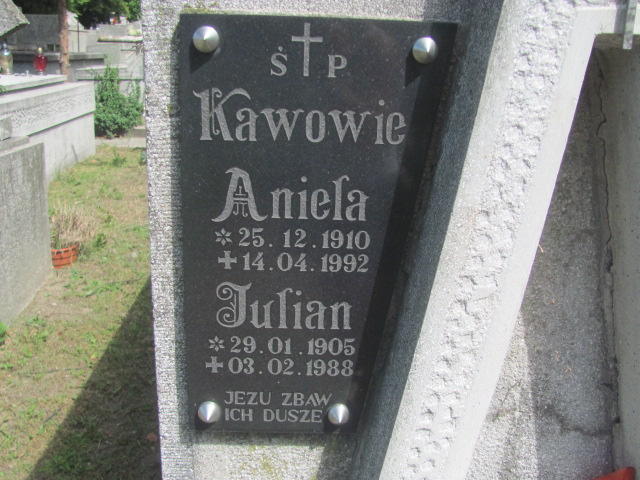 Ś P
Kawowie
Aniela
* 25. 12. 1910
+ 14. 04. 1992
Julian
* 29. 01. 1905
+ 03. 02. 1988
JEZU ZBAW
ICH DUSZE